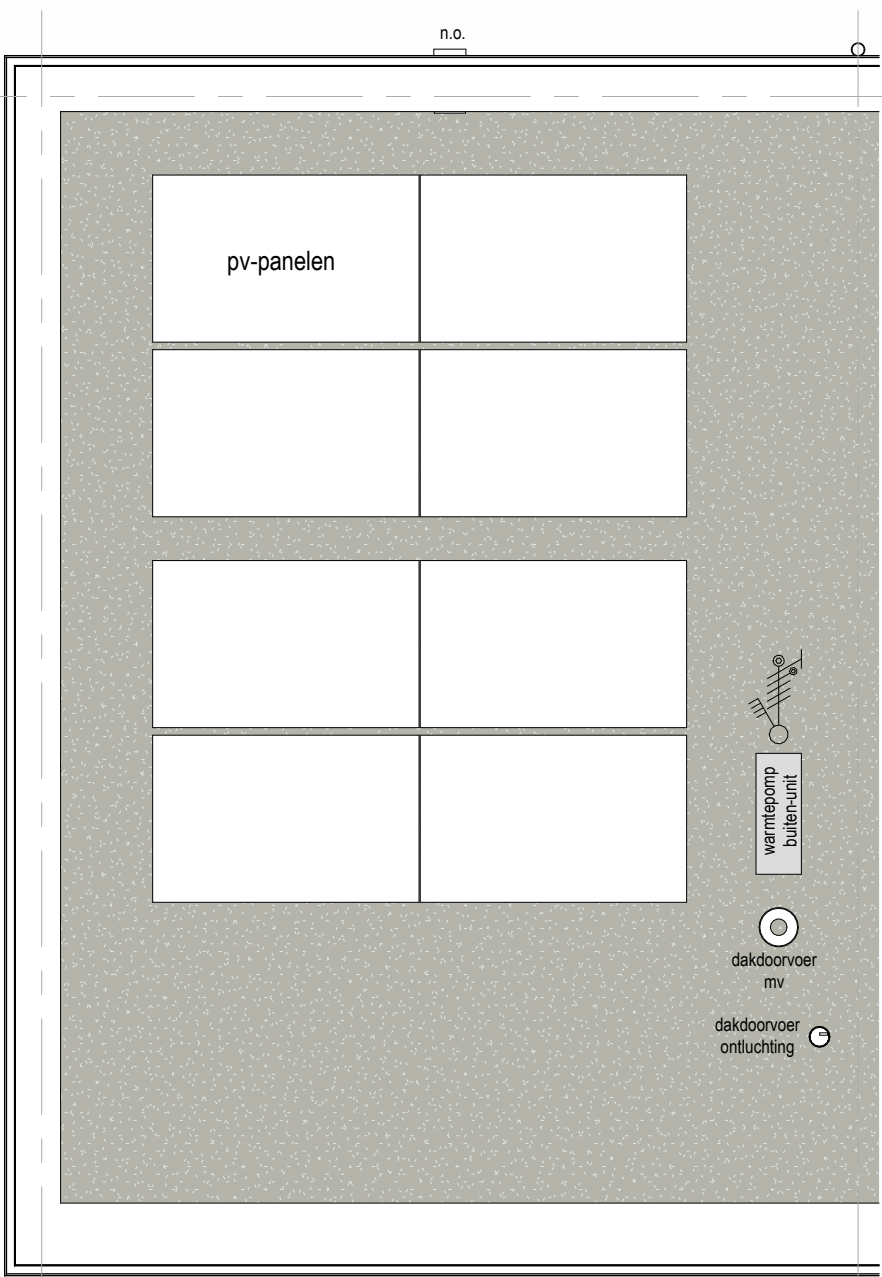 n.o.
pv-panelen
warmtepomp
buiten-unit
dakdoorvoer
mv
dakdoorvoer
ontluchting